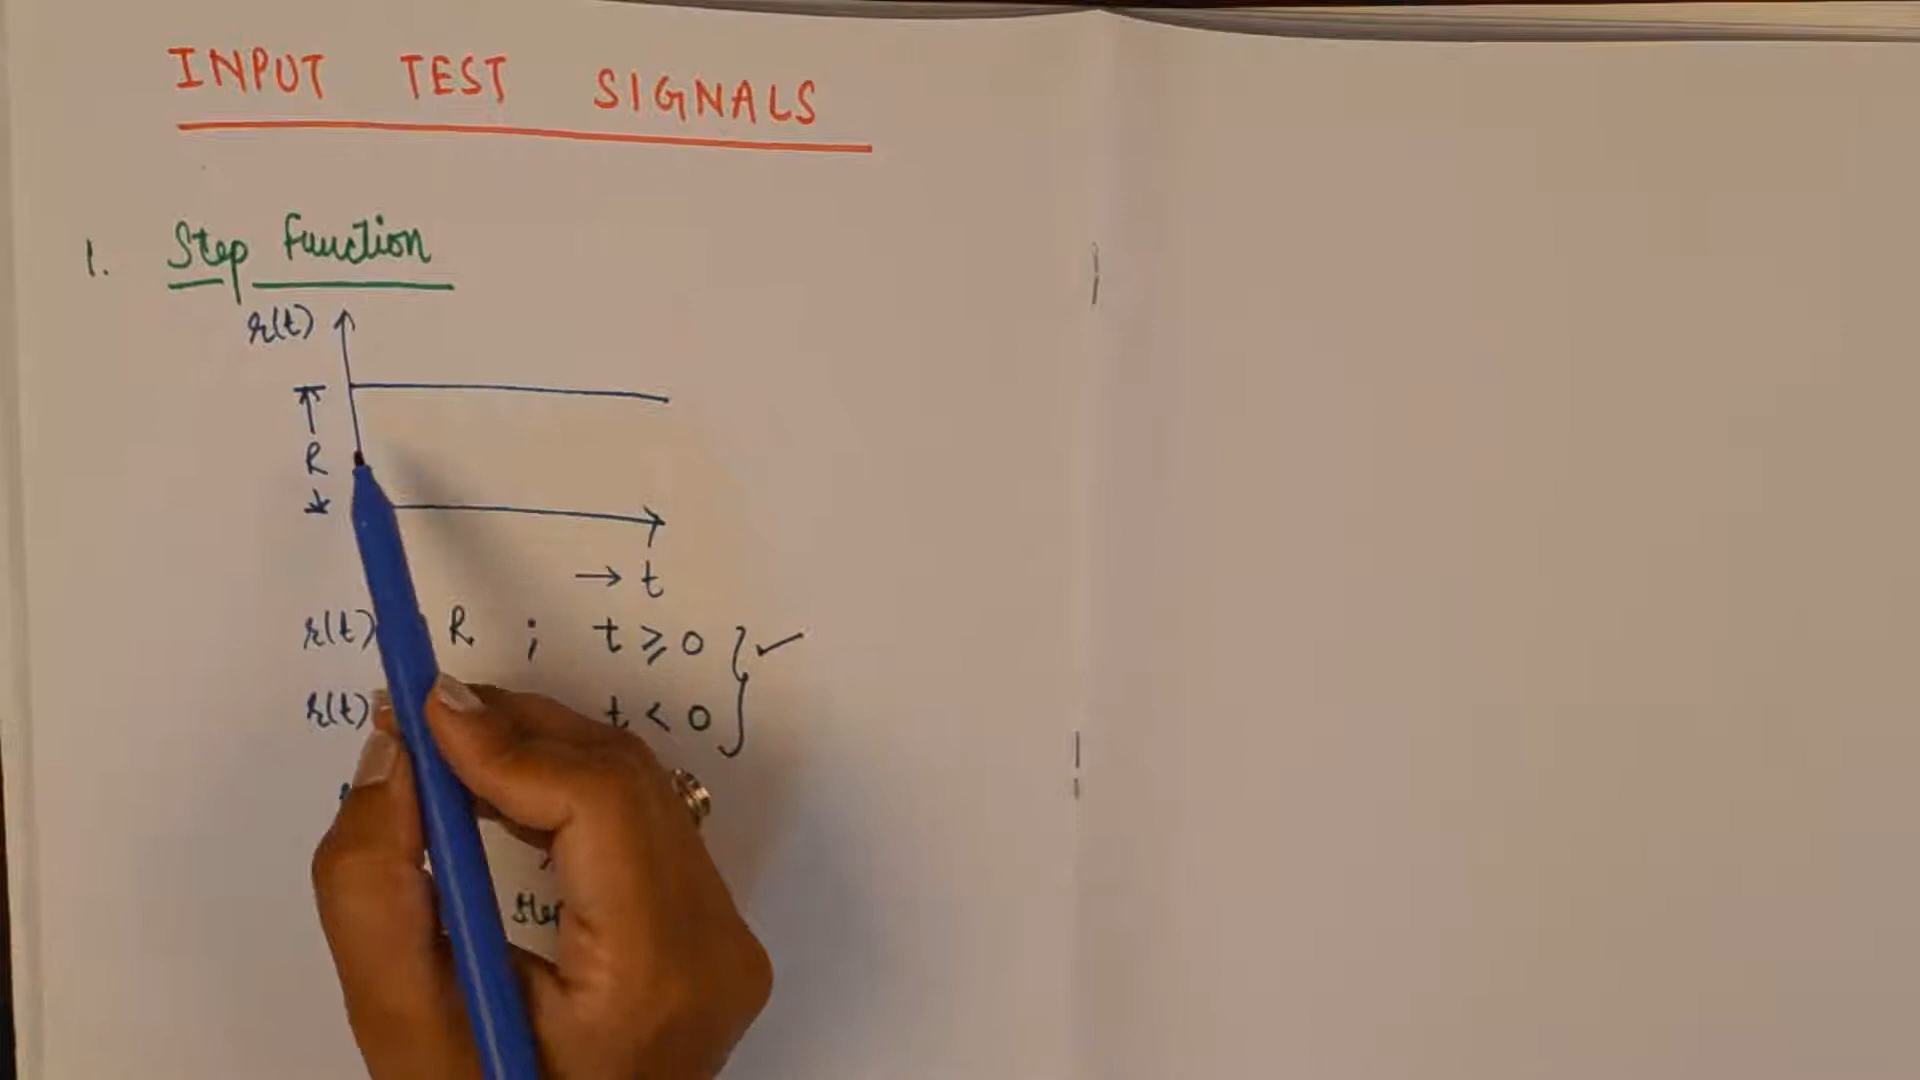 INPUT TEST SIGNALS
1. Step function
r(t)
R
→ t
r(t) R ; t ≥ 0 } ✓
r(t) t < 0